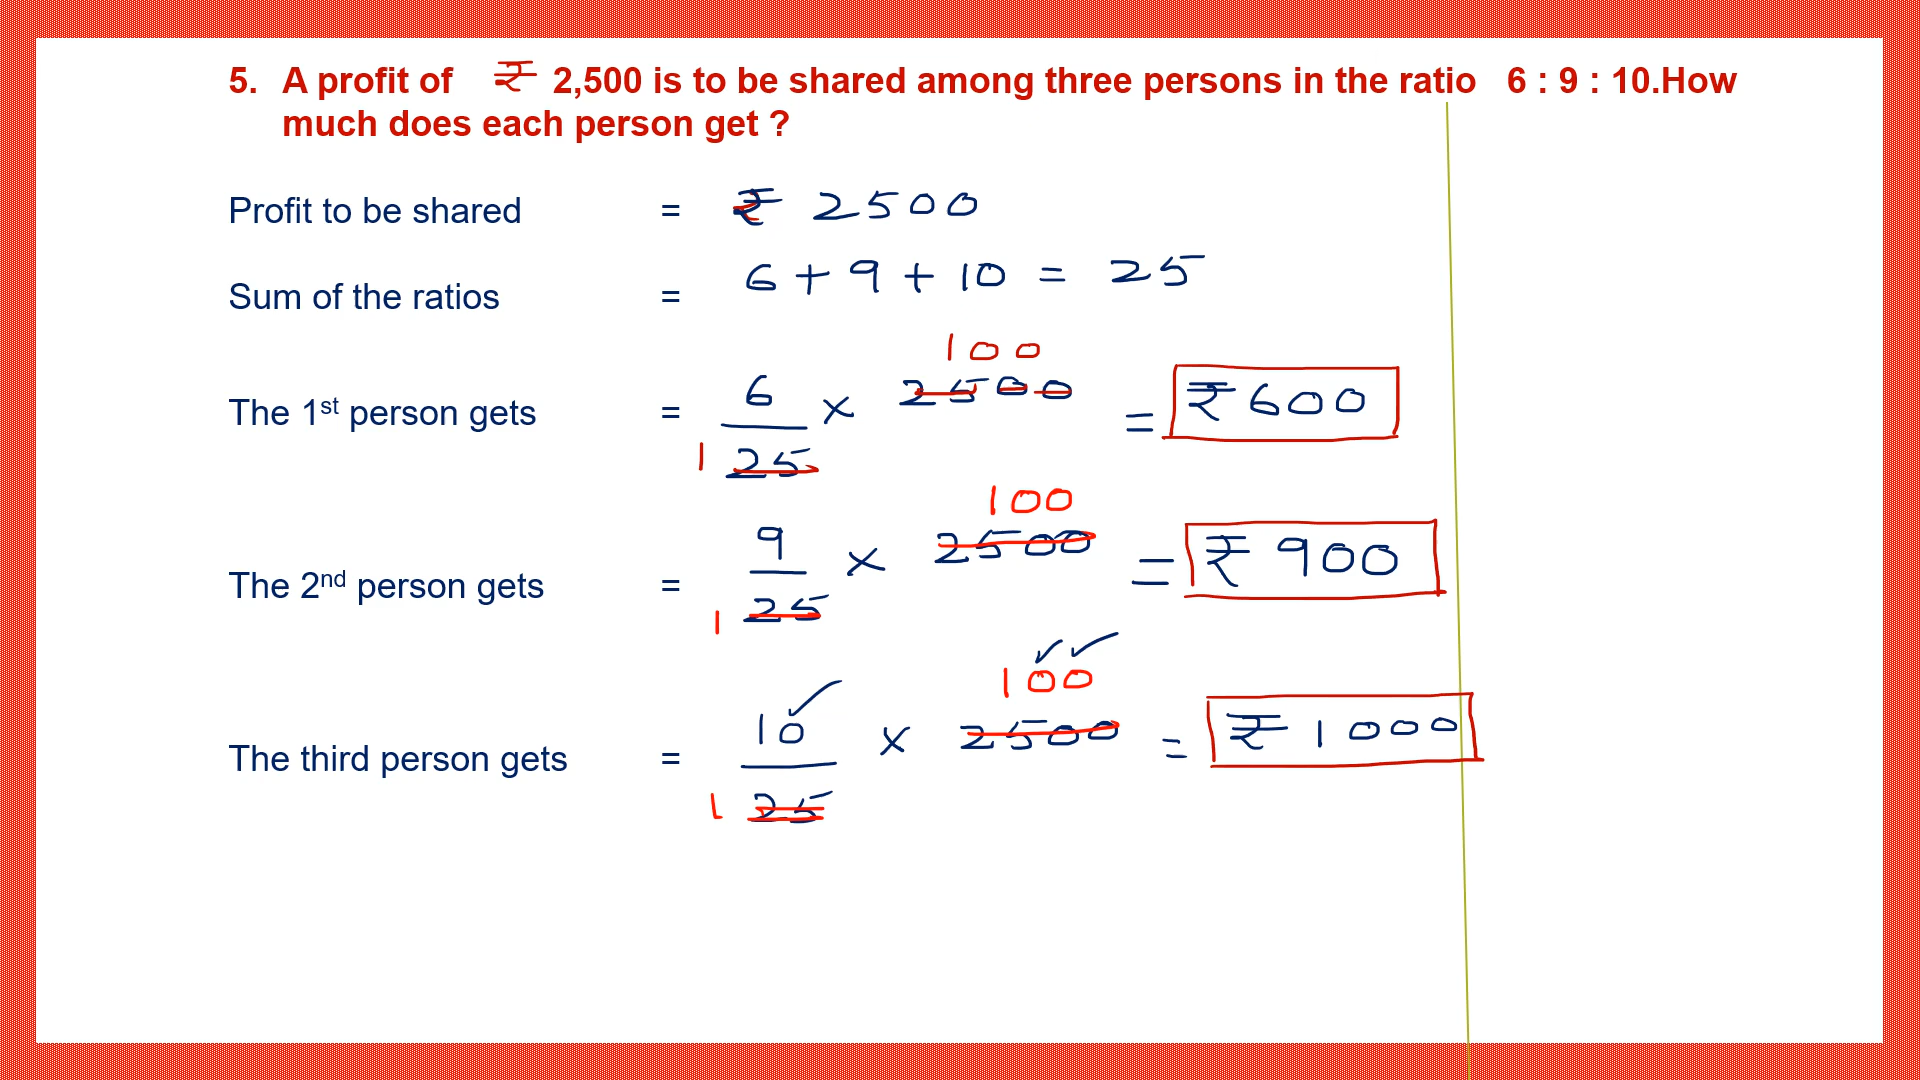 5. A profit of ₹ 2,500 is to be shared among three persons in the ratio 6 : 9 : 10.How
much does each person get ?
Profit to be shared = ₹ 2500
Sum of the ratios = 6 + 9 + 10 = 25
100
The 1st person gets = 6/25 × 2500 = ₹ 600
1
100
The 2nd person gets = 9/25 × 2500 = ₹ 900
1
100
The third person gets = 10/25 × 2500 = ₹ 1000
1